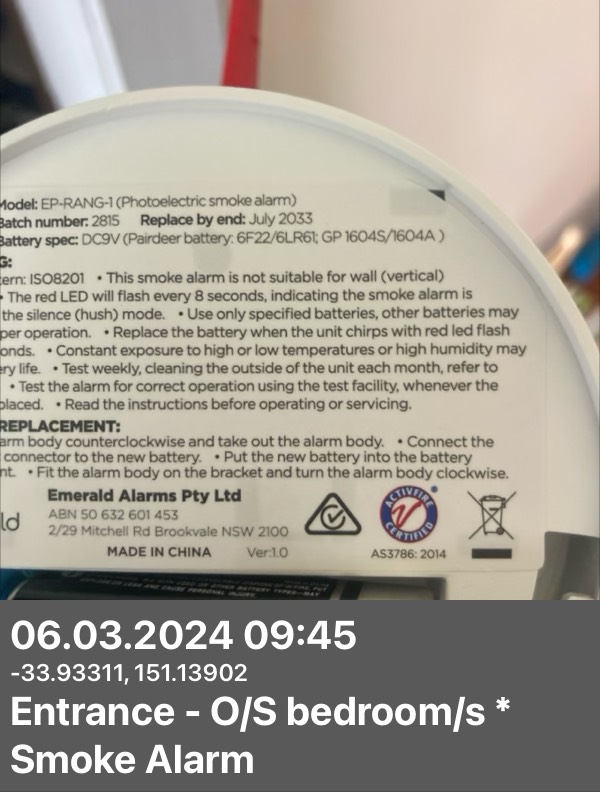 Model: EP-RANG-1 (Photoelectric smoke alarm)
Batch number: 2815 Replace by end: July 2033
Battery spec: DC9V (Pairdeer battery: 6F22/6LR61; GP 1604S/1604A )
G:
tern: ISO8201 • This smoke alarm is not suitable for wall (vertical)
• The red LED will flash every 8 seconds, indicating the smoke alarm is
the silence (hush) mode. • Use only specified batteries, other batteries may
per operation. • Replace the battery when the unit chirps with red led flash
onds. • Constant exposure to high or low temperatures or high humidity may
ery life. • Test weekly, cleaning the outside of the unit each month, refer to
• Test the alarm for correct operation using the test facility, whenever the
placed. • Read the instructions before operating or servicing.
REPLACEMENT:
arm body counterclockwise and take out the alarm body. • Connect the
connector to the new battery. • Put the new battery into the battery
nt. • Fit the alarm body on the bracket and turn the alarm body clockwise.
Emerald Alarms Pty Ltd
ld
ABN 50 632 601 453
2/29 Mitchell Rd Brookvale NSW 2100
MADE IN CHINA Ver:1.0
ACTIVFIRE
CERTIFIED
AS3786: 2014
06.03.2024 09:45
-33.93311, 151.13902
Entrance - O/S bedroom/s *
Smoke Alarm